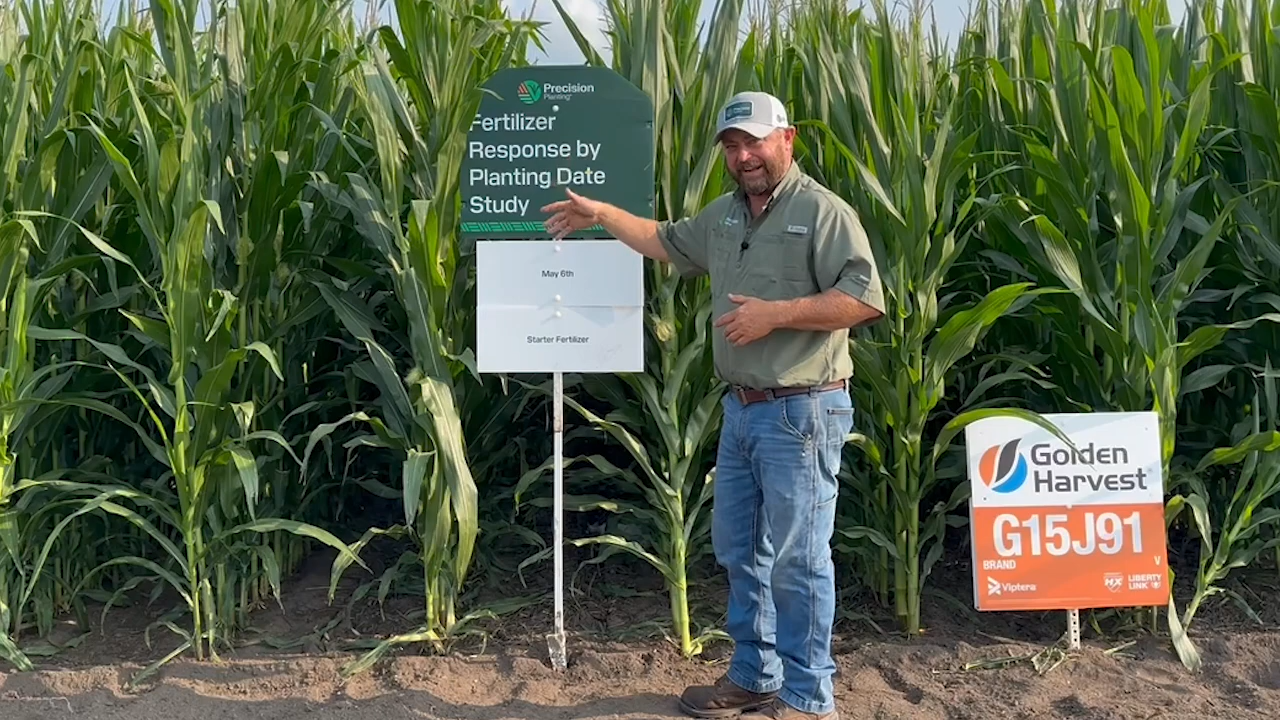 Precision
Planting
Fertilizer
Response by
Planting Date
Study
May 6th
Starter Fertilizer
Golden
Harvest
G15J91
BRAND
V
Viptera
HX
LIBERTY
LINK